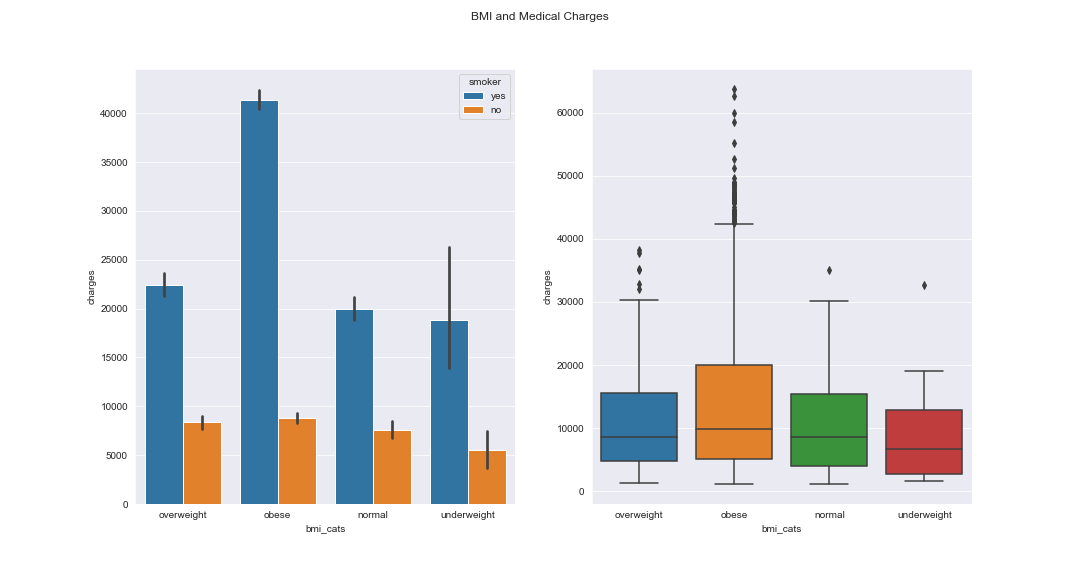 BMI and Medical Charges
smoker
yes
no
charges
40000
35000
30000
25000
20000
15000
10000
5000
0
overweight obese normal underweight
bmi_cats
charges
60000
50000
40000
30000
20000
10000
0
overweight obese normal underweight
bmi_cats